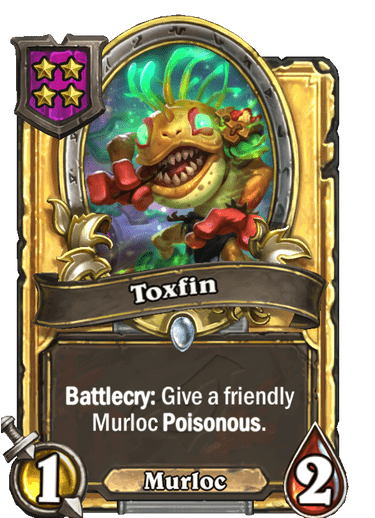 Toxfin
Battlecry: Give a friendly
Murloc Poisonous.
1
Murloc
2